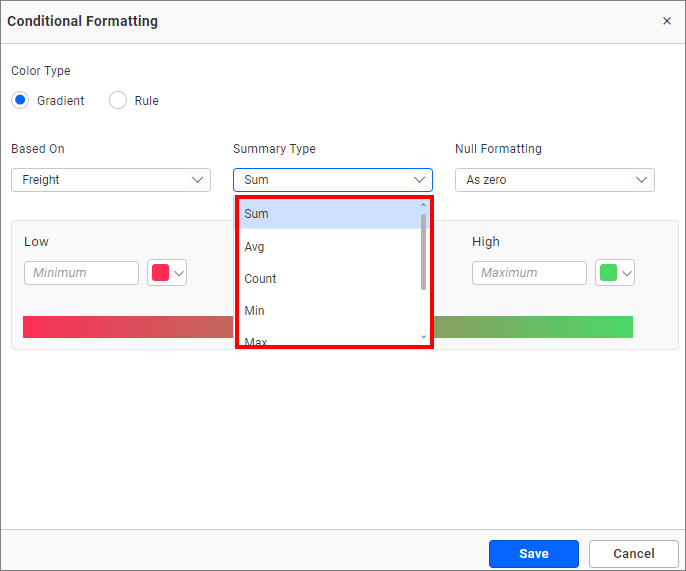 Conditional Formatting
Color Type
Gradient Rule
Based On Summary Type Null Formatting
Freight Sum As zero
Sum
Low High
Avg
Minimum Maximum
Count
Min
Max
Save Cancel